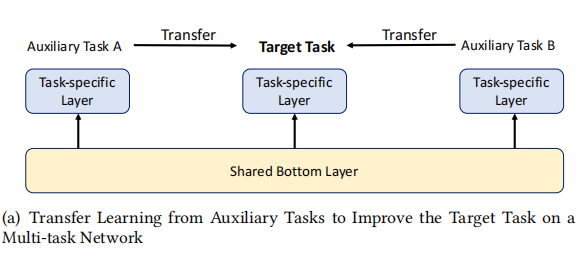 Transfer
Transfer
Auxiliary Task A
Target Task
Auxiliary Task B
Task-specific
Layer
Task-specific
Layer
Task-specific
Layer
Shared Bottom Layer
(a) Transfer Learning from Auxiliary Tasks to Improve the Target Task on a
Multi-task Network